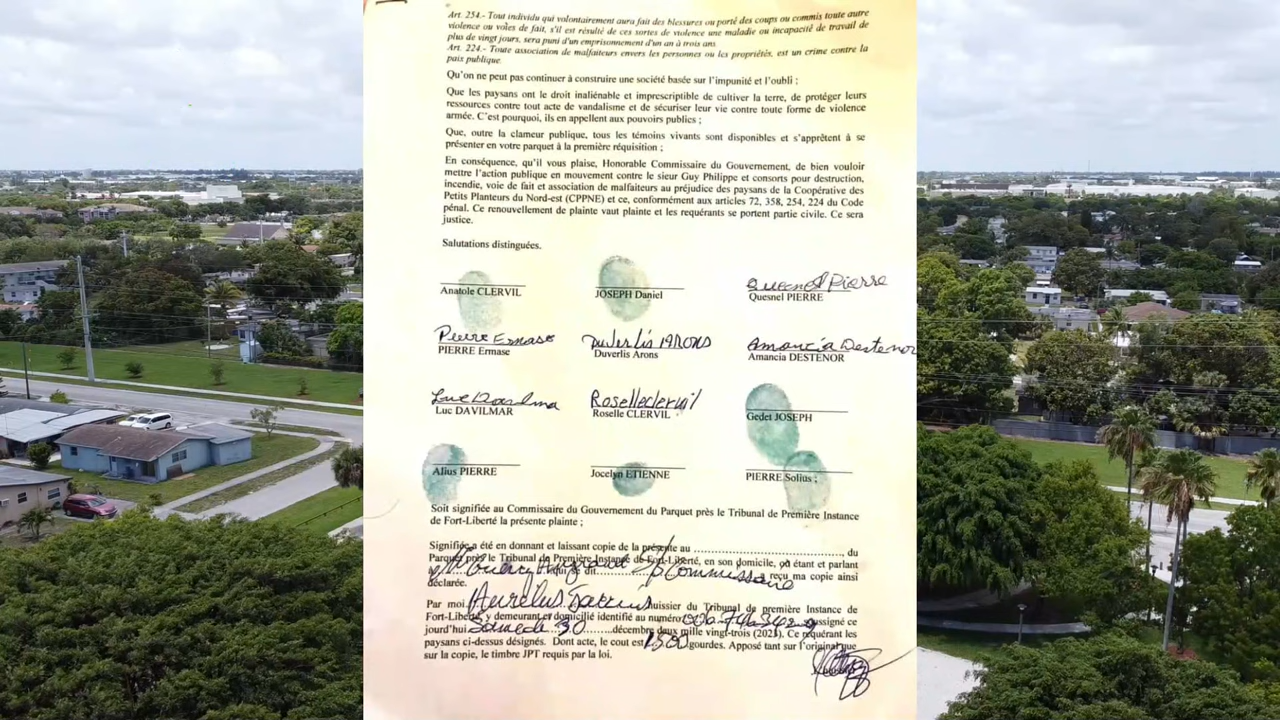 Art. 254.- Tout individu qui volontairement aura fait des blessures ou porté des coups ou commis toute autre
violence ou voies de fait, s'il est résulté de ces sortes de violence une maladie ou incapacité de travail de
plus de vingt jours, sera puni d'un emprisonnement d'un an à trois ans.
Art. 224.- Toute association de malfaiteurs envers les personnes ou les propriétés, est un crime contre la
paix publique.
Qu'on ne peut pas continuer à construire une société basée sur l'impunité et l'oubli ;
Que les paysans ont le droit inaliénable et imprescriptible de cultiver la terre, de protéger leurs
ressources contre tout acte de vandalisme et de sécuriser leur vie contre toute forme de violence
armée. C'est pourquoi, ils en appellent aux pouvoirs publics ;
Que, outre la clameur publique, tous les témoins vivants sont disponibles et s'apprêtent à se
présenter en votre parquet à la première réquisition ;
En conséquence, qu'il vous plaise, Honorable Commissaire du Gouvernement, de bien vouloir
mettre l'action publique en mouvement contre le sieur Guy Philippe et consorts pour destruction,
incendie, voie de fait et association de malfaiteurs au préjudice des paysans de la Coopérative des
Petits Planteurs du Nord-est (CPPNE) et ce, conformément aux articles 72, 358, 254, 224 du Code
pénal. Ce renouvellement de plainte vaut plainte et les requérants se portent partie civile. Ce sera
justice.
Salutations distinguées.
Quesnel Pierre
Anatole CLERVIL JOSEPH Daniel Quesnel PIERRE
Pierre Ermase Duverlis ARONS Amancia Destenor
PIERRE Ermase Duverlis Arons Amancia DESTENOR
Roselleclervil
Luc DAVILMAR Roselle CLERVIL Gedet JOSEPH
Alius PIERRE Jocelyn ETIENNE PIERRE Solius ;
Soit signifiée au Commissaire du Gouvernement du Parquet près le Tribunal de Première Instance
de Fort-Liberté la présente plainte ;
Signifiée a été en donnant et laissant copie de la présente au ........................................ du
Parquet près le Tribunal de Première Instance de Fort-Liberté, en son domicile, où étant et parlant
à Commissaire reçu ma copie ainsi
déclarée.
Par moi huissier du Tribunal de première Instance de
Fort-Liberté, y demeurant et domicilié identifié au numéro assigné ce
jourd'hui Samedi 30 décembre deux mille vingt-trois (2023). Ce requérant les
paysans ci-dessus désignés. Dont acte, le cout est 1500 gourdes. Apposé tant sur l'original que
sur la copie, le timbre JPT requis par la loi.